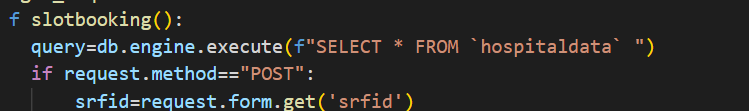 f slotbooking():
query=db.engine.execute(f"SELECT * FROM `hospitaldata` ")
if request.method=="POST":
srfid=request.form.get('srfid')